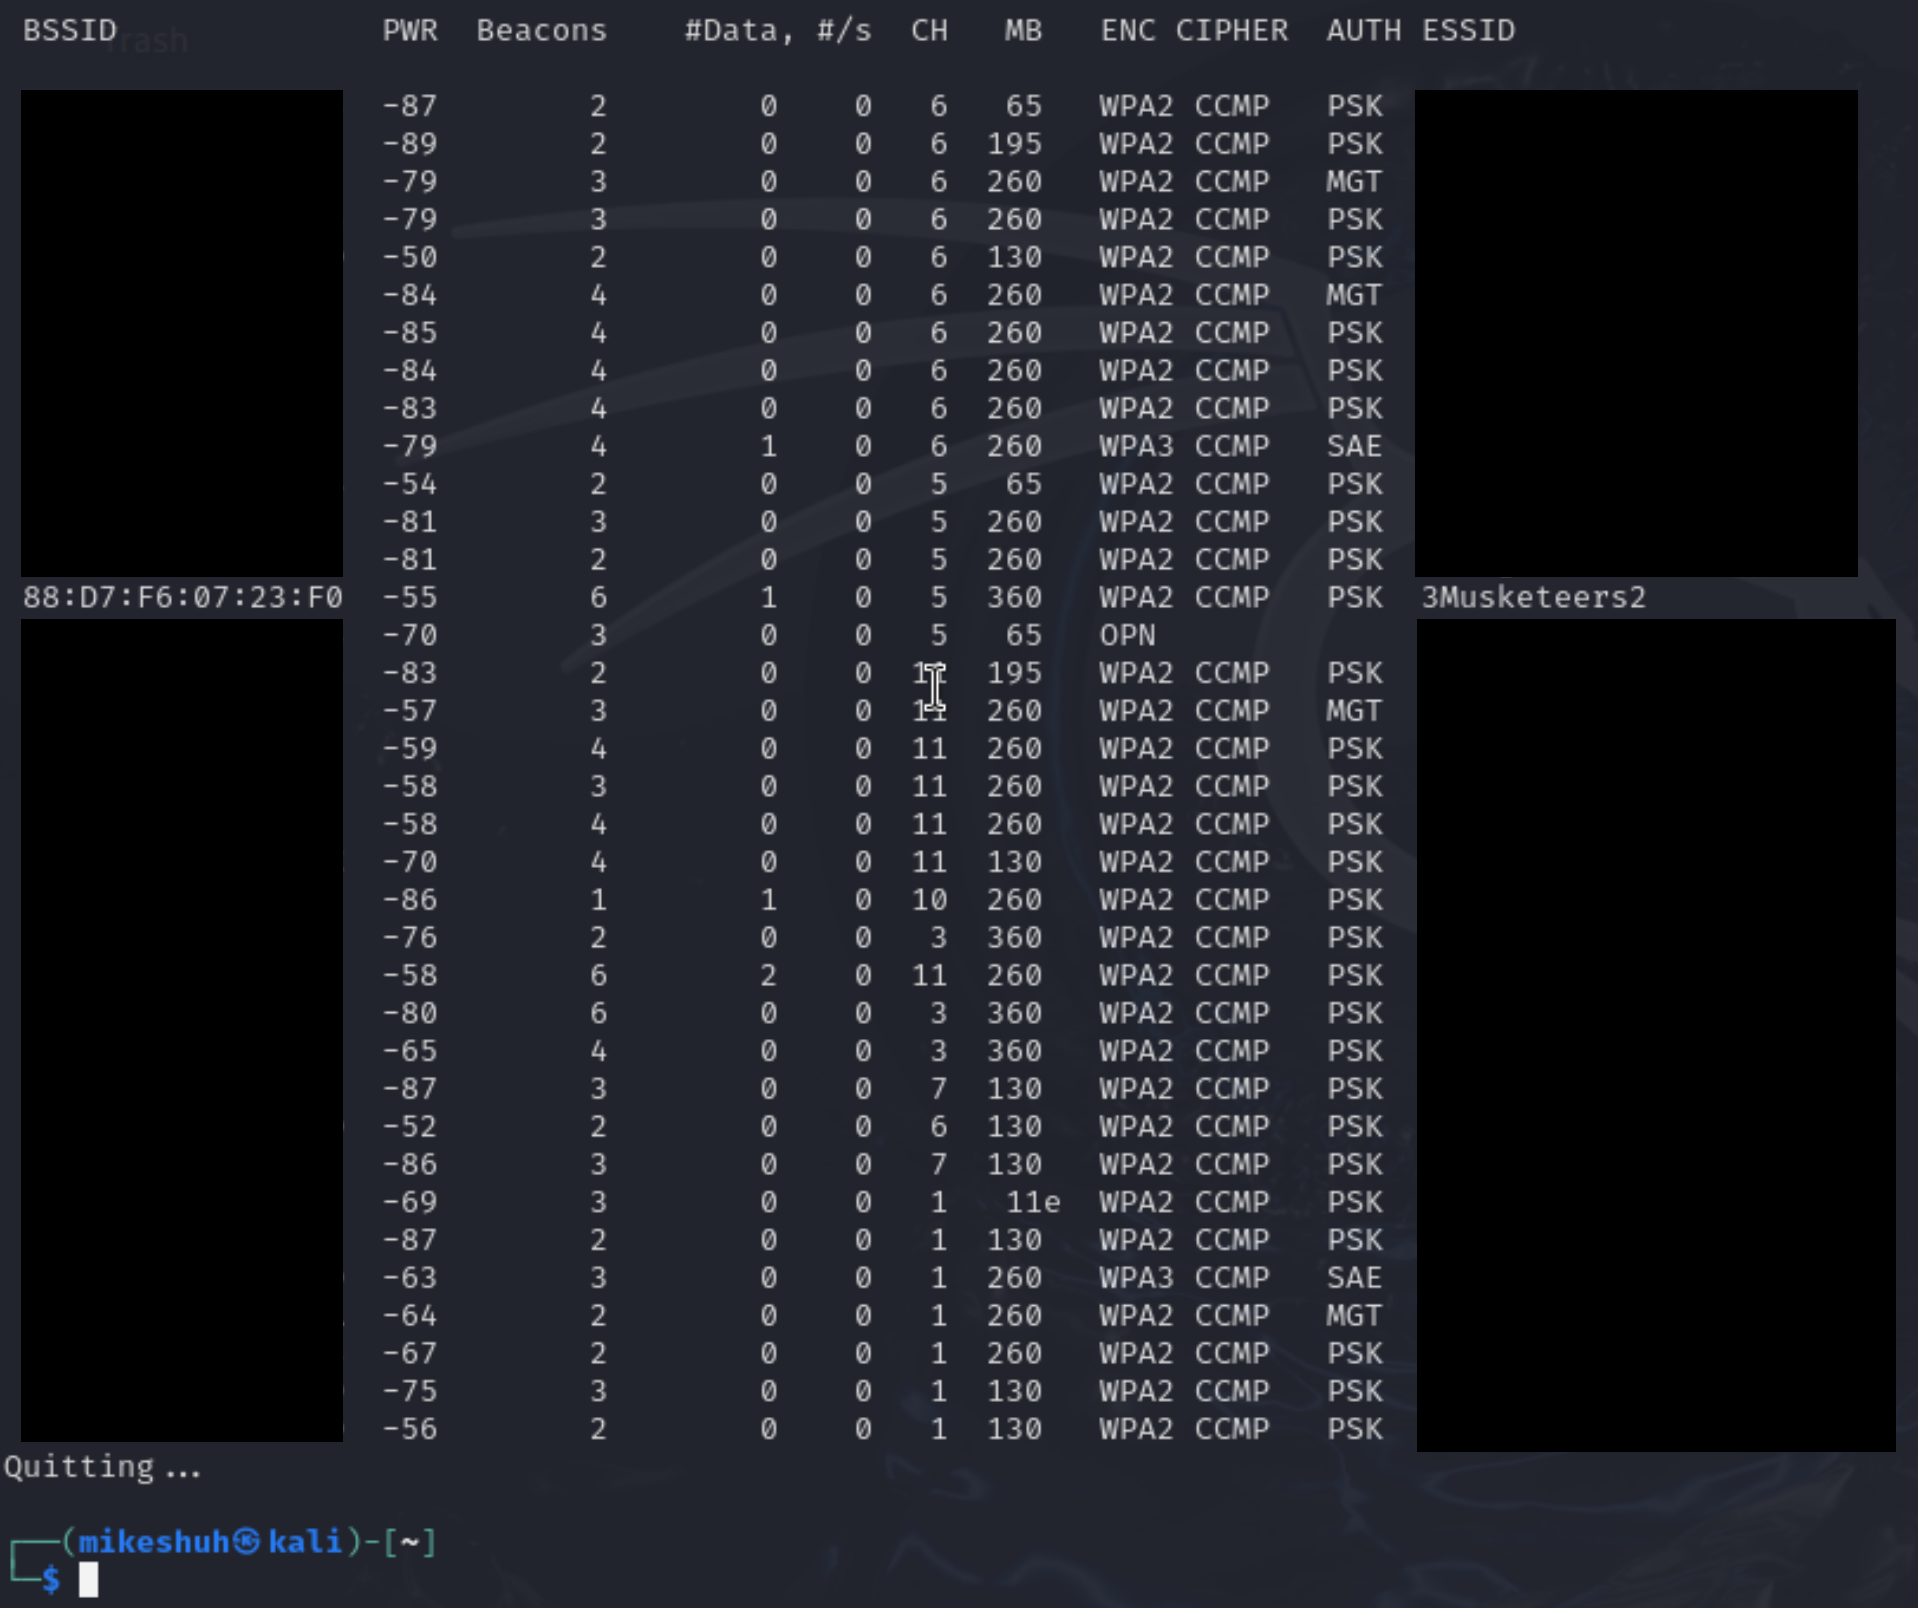 BSSID PWR Beacons #Data, #/s CH MB ENC CIPHER AUTH ESSID
-87 2 0 0 6 65 WPA2 CCMP PSK
-89 2 0 0 6 195 WPA2 CCMP PSK
-79 3 0 0 6 260 WPA2 CCMP MGT
-79 3 0 0 6 260 WPA2 CCMP PSK
-50 2 0 0 6 130 WPA2 CCMP PSK
-84 4 0 0 6 260 WPA2 CCMP MGT
-85 4 0 0 6 260 WPA2 CCMP PSK
-84 4 0 0 6 260 WPA2 CCMP PSK
-83 4 0 0 6 260 WPA2 CCMP PSK
-79 4 1 0 6 260 WPA3 CCMP SAE
-54 2 0 0 5 65 WPA2 CCMP PSK
-81 3 0 0 5 260 WPA2 CCMP PSK
-81 2 0 0 5 260 WPA2 CCMP PSK
88:D7:F6:07:23:F0 -55 6 1 0 5 360 WPA2 CCMP PSK 3Musketeers2
-70 3 0 0 5 65 OPN
-83 2 0 0 11 195 WPA2 CCMP PSK
-57 3 0 0 11 260 WPA2 CCMP MGT
-59 4 0 0 11 260 WPA2 CCMP PSK
-58 3 0 0 11 260 WPA2 CCMP PSK
-58 4 0 0 11 260 WPA2 CCMP PSK
-70 4 0 0 11 130 WPA2 CCMP PSK
-86 1 1 0 10 260 WPA2 CCMP PSK
-76 2 0 0 3 360 WPA2 CCMP PSK
-58 6 2 0 11 260 WPA2 CCMP PSK
-80 6 0 0 3 360 WPA2 CCMP PSK
-65 4 0 0 3 360 WPA2 CCMP PSK
-87 3 0 0 7 130 WPA2 CCMP PSK
-52 2 0 0 6 130 WPA2 CCMP PSK
-86 3 0 0 7 130 WPA2 CCMP PSK
-69 3 0 0 1 11e WPA2 CCMP PSK
-87 2 0 0 1 130 WPA2 CCMP PSK
-63 3 0 0 1 260 WPA3 CCMP SAE
-64 2 0 0 1 260 WPA2 CCMP MGT
-67 2 0 0 1 260 WPA2 CCMP PSK
-75 3 0 0 1 130 WPA2 CCMP PSK
-56 2 0 0 1 130 WPA2 CCMP PSK
Quitting...
┌──(mikeshuh㉿kali)-[~]
└─$